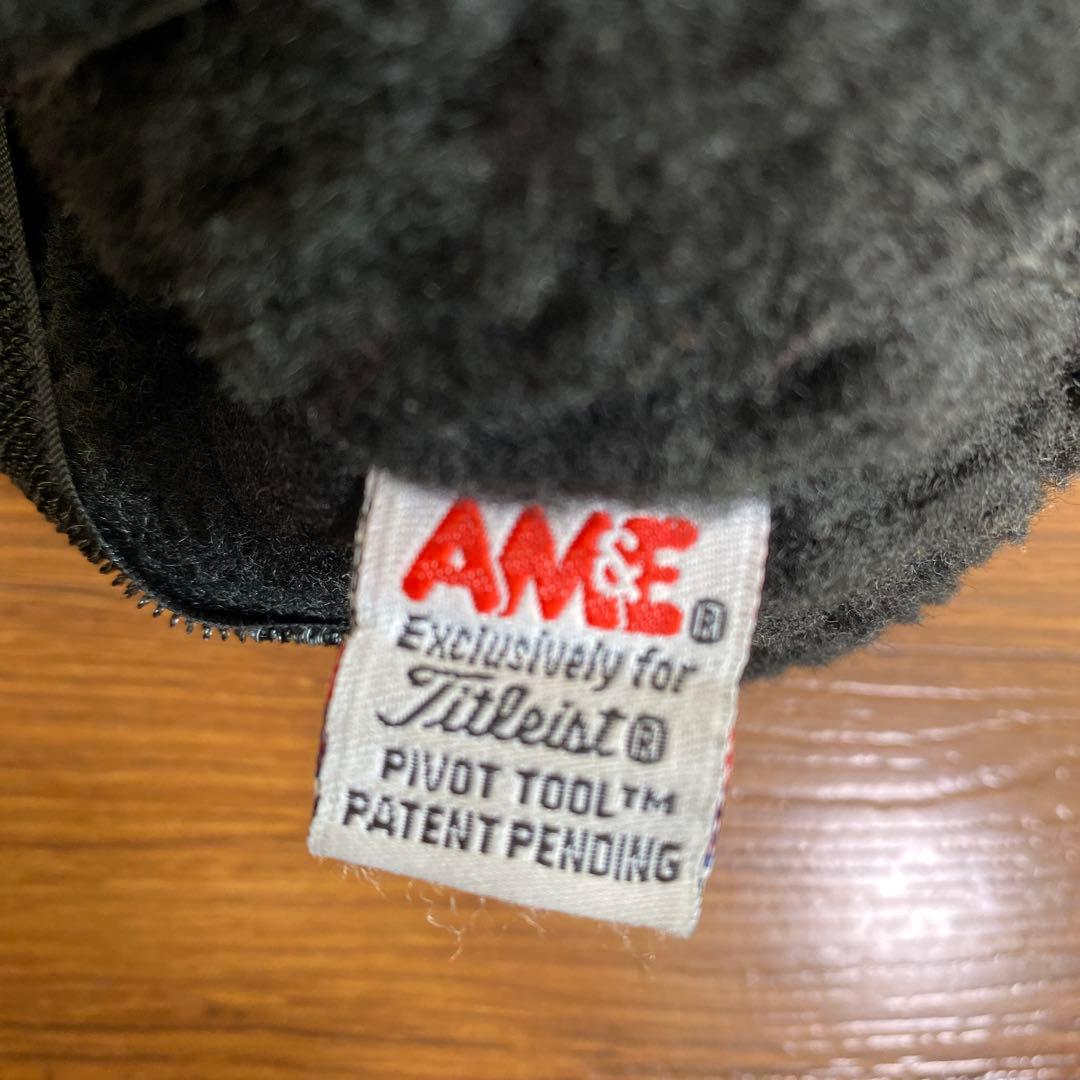 AM&E®
Exclusively for
Titleist®
PIVOT TOOL™
PATENT PENDING